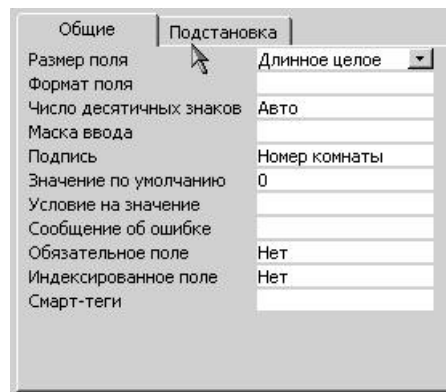 Общие Подстановка
Размер поля Длинное целое
Формат поля
Число десятичных знаков Авто
Маска ввода
Подпись Номер комнаты
Значение по умолчанию 0
Условие на значение
Сообщение об ошибке
Обязательное поле Нет
Индексированное поле Нет
Смарт-теги